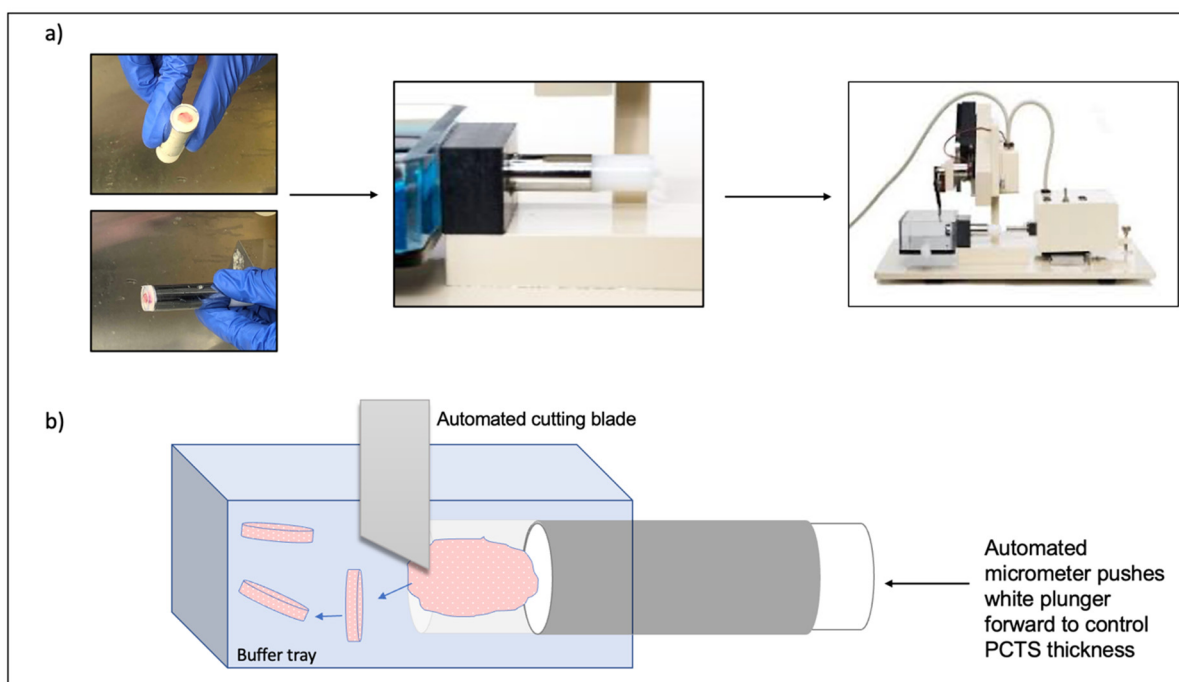 a)
b)
Automated cutting blade
Buffer tray
Automated
micrometer pushes
white plunger
forward to control
PCTS thickness